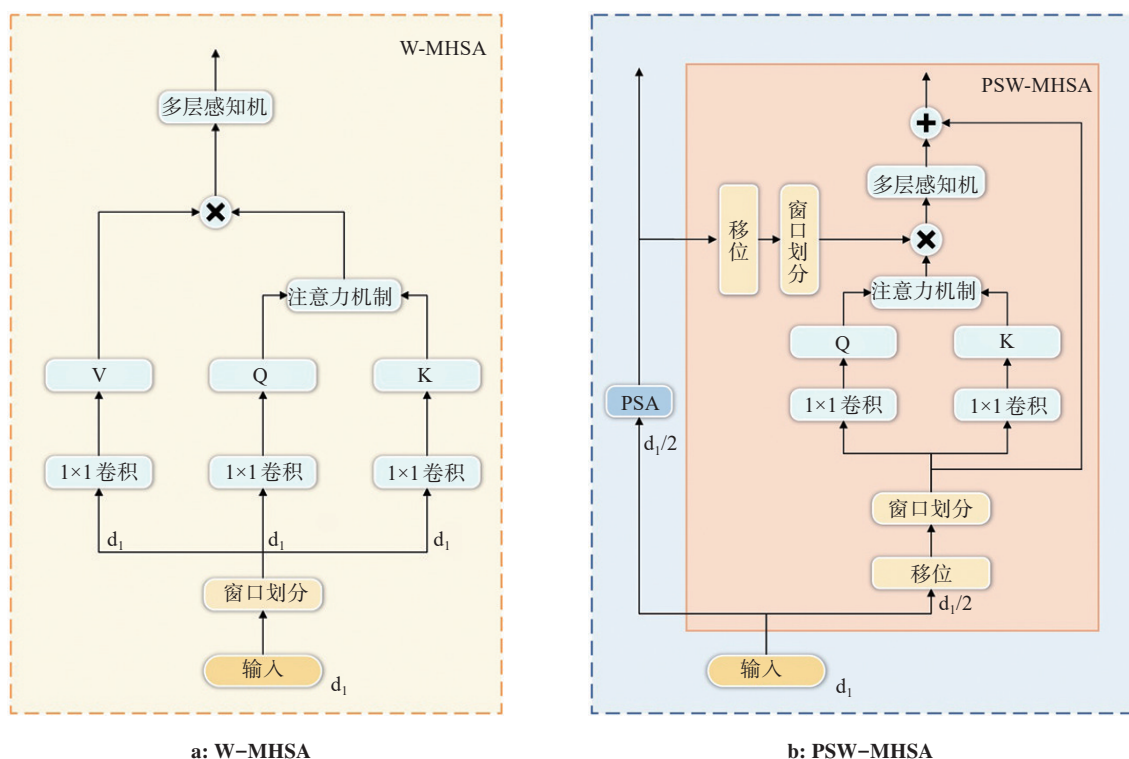 W-MHSA
多层感知机
注意力机制
V
Q
K
1×1 卷积
1×1 卷积
1×1 卷积
d₁
d₁
d₁
窗口划分
输入
d₁
a: W-MHSA
PSW-MHSA
多层感知机
移位
窗口划分
注意力机制
Q
K
PSA
1×1 卷积
1×1 卷积
d₁/2
窗口划分
移位
d₁/2
输入
d₁
b: PSW-MHSA